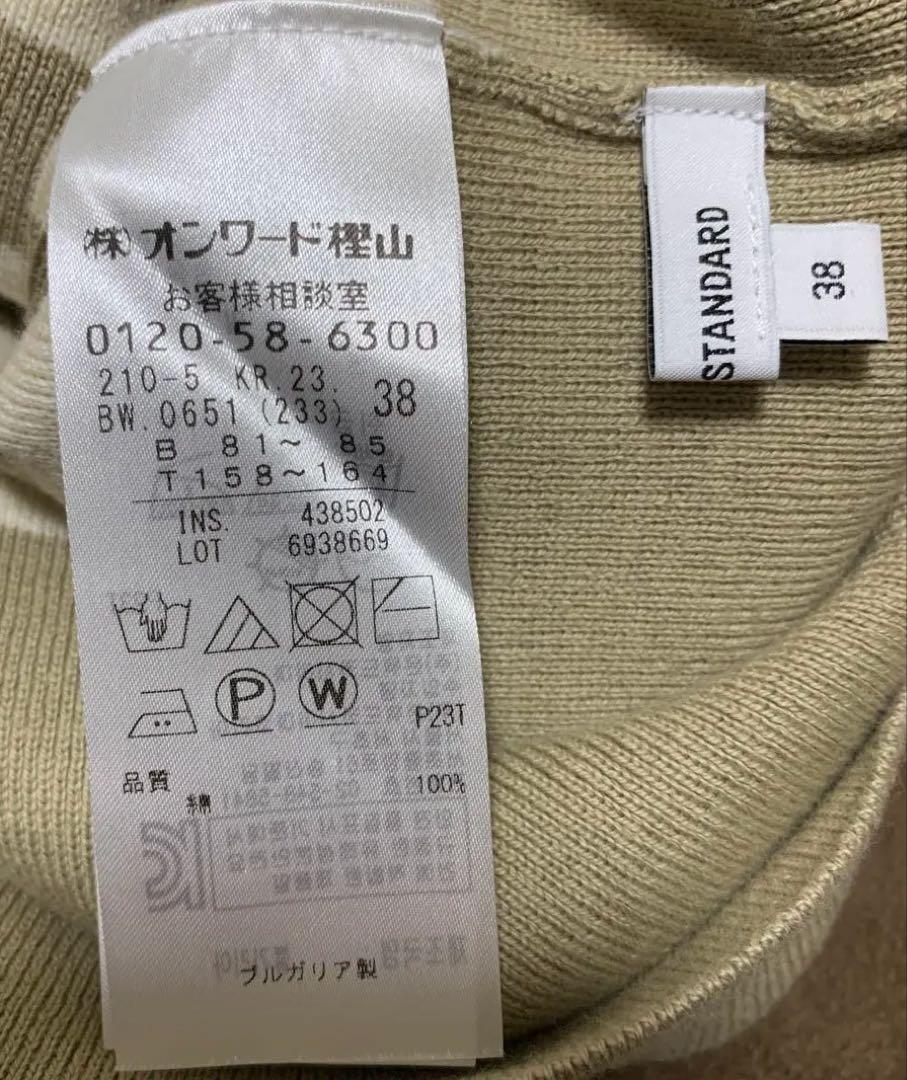 ㈱オンワード樫山
お客様相談室
0120-58-6300
210-5 KR.23.
BW.0651 (233) 38
B 81~ 85
T158~164
INS. 438502
LOT 6938669
P
W
P23T
品質
綿 100%
ブルガリア製
STANDARD
38